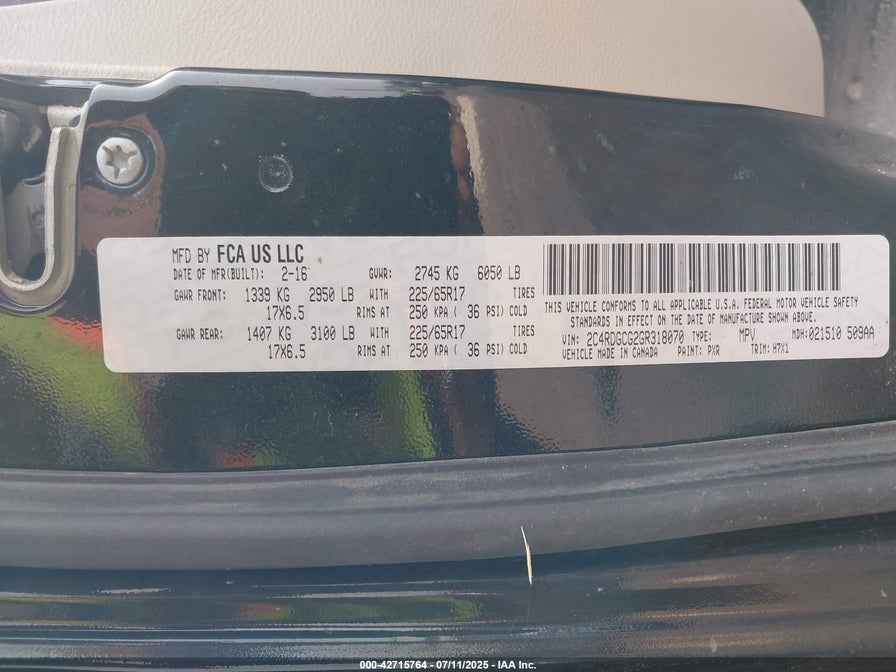 MFD BY FCA US LLC
DATE OF MFR(BUILT): 2-16 GVWR: 2745 KG 6050 LB
GAWR FRONT: 1339 KG 2950 LB WITH 225/65R17 TIRES
17X6.5 RIMS AT 250 KPA ( 36 PSI) COLD
GAWR REAR: 1407 KG 3100 LB WITH 225/65R17 TIRES
17X6.5 RIMS AT 250 KPA ( 36 PSI) COLD
THIS VEHICLE CONFORMS TO ALL APPLICABLE U.S.A. FEDERAL MOTOR VEHICLE SAFETY
STANDARDS IN EFFECT ON THE DATE OF MANUFACTURE SHOWN ABOVE.
VIN: 2C4RDGCG2GR318070 TYPE: MPV MDH:021510 509AA
VEHICLE MADE IN CANADA PAINT: PXR TRIM: H7X1
000-42715764 - 07/11/2025 - IAA Inc.